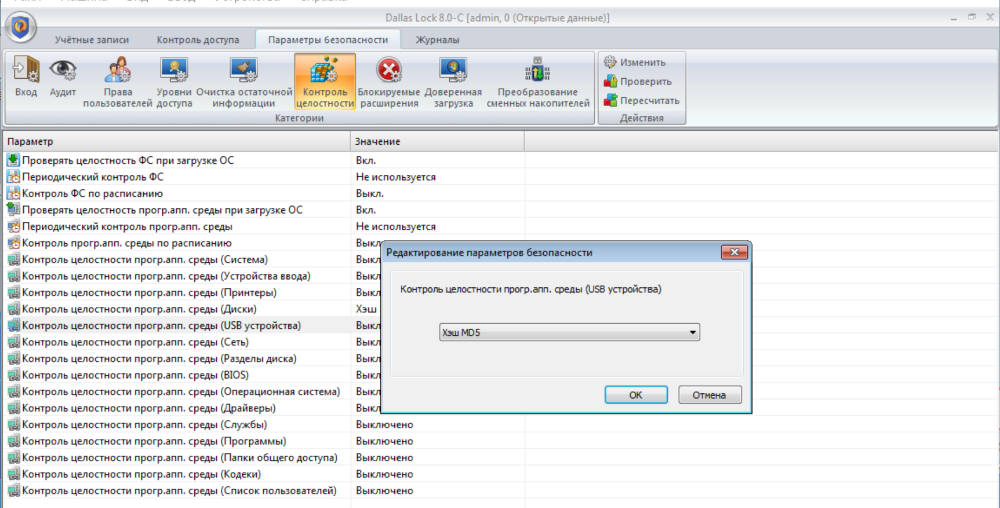 Dallas Lock 8.0-C [admin, 0 (Открытые данные)]
Учётные записи
Контроль доступа
Параметры безопасности
Журналы
Вход
Аудит
Права
пользователей
Уровни
доступа
Очистка остаточной
информации
Контроль
целостности
Блокируемые
расширения
Доверенная
загрузка
Преобразование
сменных накопителей
Категории
Изменить
Проверить
Пересчитать
Действия
Параметр Значение
Проверять целостность ФС при загрузке ОС Вкл.
Периодический контроль ФС Не используется
Контроль ФС по расписанию Выкл.
Проверять целостность прогр.апп. среды при загрузке ОС Вкл.
Периодический контроль прогр.апп. среды Не используется
Контроль прогр.апп. среды по расписанию Выкл
Контроль целостности прогр.апп. среды (Система) Выкл
Контроль целостности прогр.апп. среды (Устройства ввода) Выкл
Контроль целостности прогр.апп. среды (Принтеры) Выкл
Контроль целостности прогр.апп. среды (Диски) Хэш
Контроль целостности прогр.апп. среды (USB устройства) Выкл
Контроль целостности прогр.апп. среды (Сеть) Выкл
Контроль целостности прогр.апп. среды (Разделы диска) Выкл
Контроль целостности прогр.апп. среды (BIOS) Выкл
Контроль целостности прогр.апп. среды (Операционная система) Выкл
Контроль целостности прогр.апп. среды (Драйверы) Выкл
Контроль целостности прогр.апп. среды (Службы) Выключено
Контроль целостности прогр.апп. среды (Программы) Выключено
Контроль целостности прогр.апп. среды (Папки общего доступа) Выключено
Контроль целостности прогр.апп. среды (Кодеки) Выключено
Контроль целостности прогр.апп. среды (Список пользователей) Выключено
Редактирование параметров безопасности
Контроль целостности прогр.апп. среды (USB устройства)
Хэш MD5
ОК
Отмена